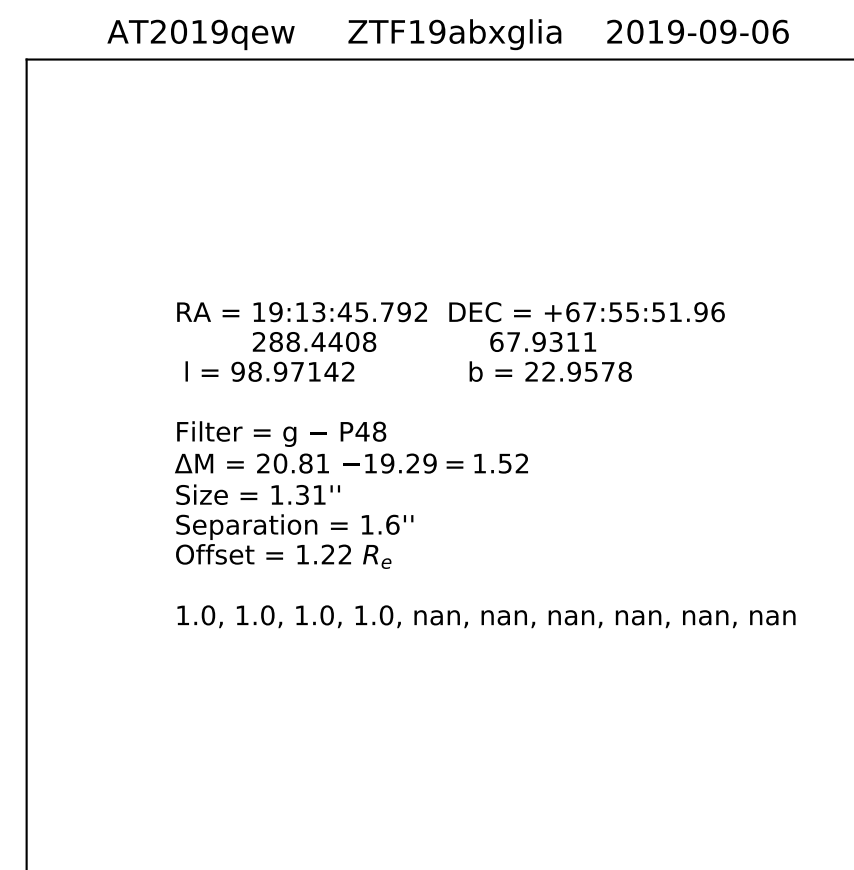 AT2019qew ZTF19abxglia 2019-09-06
RA = 19:13:45.792 DEC = +67:55:51.96
288.4408 67.9311
l = 98.97142 b = 22.9578
Filter = g − P48
ΔM = 20.81 −19.29 = 1.52
Size = 1.31''
Separation = 1.6''
Offset = 1.22 Rₑ
1.0, 1.0, 1.0, 1.0, nan, nan, nan, nan, nan, nan